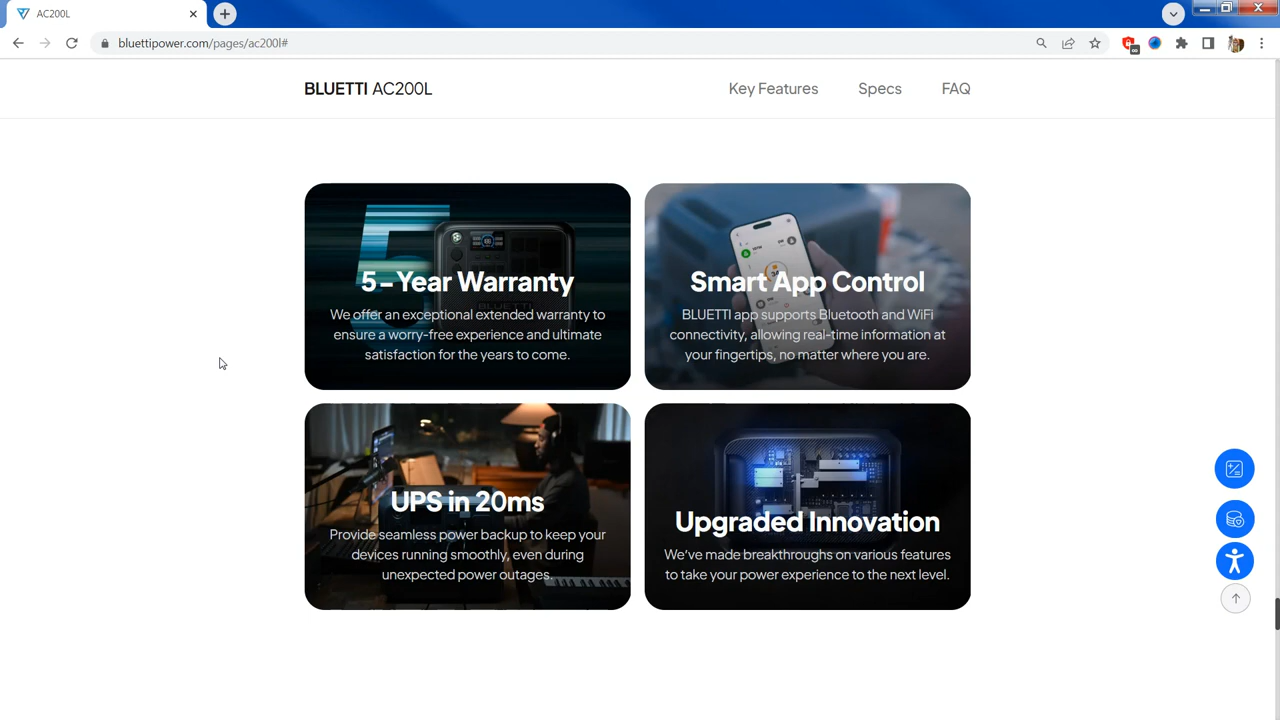 AC200L
bluettipower.com/pages/ac200l#
BLUETTI AC200L
Key Features
Specs
FAQ
5-Year Warranty
We offer an exceptional extended warranty to
ensure a worry-free experience and ultimate
satisfaction for the years to come.
Smart App Control
BLUETTI app supports Bluetooth and WiFi
connectivity, allowing real-time information at
your fingertips, no matter where you are.
UPS in 20ms
Provide seamless power backup to keep your
devices running smoothly, even during
unexpected power outages.
Upgraded Innovation
We've made breakthroughs on various features
to take your power experience to the next level.